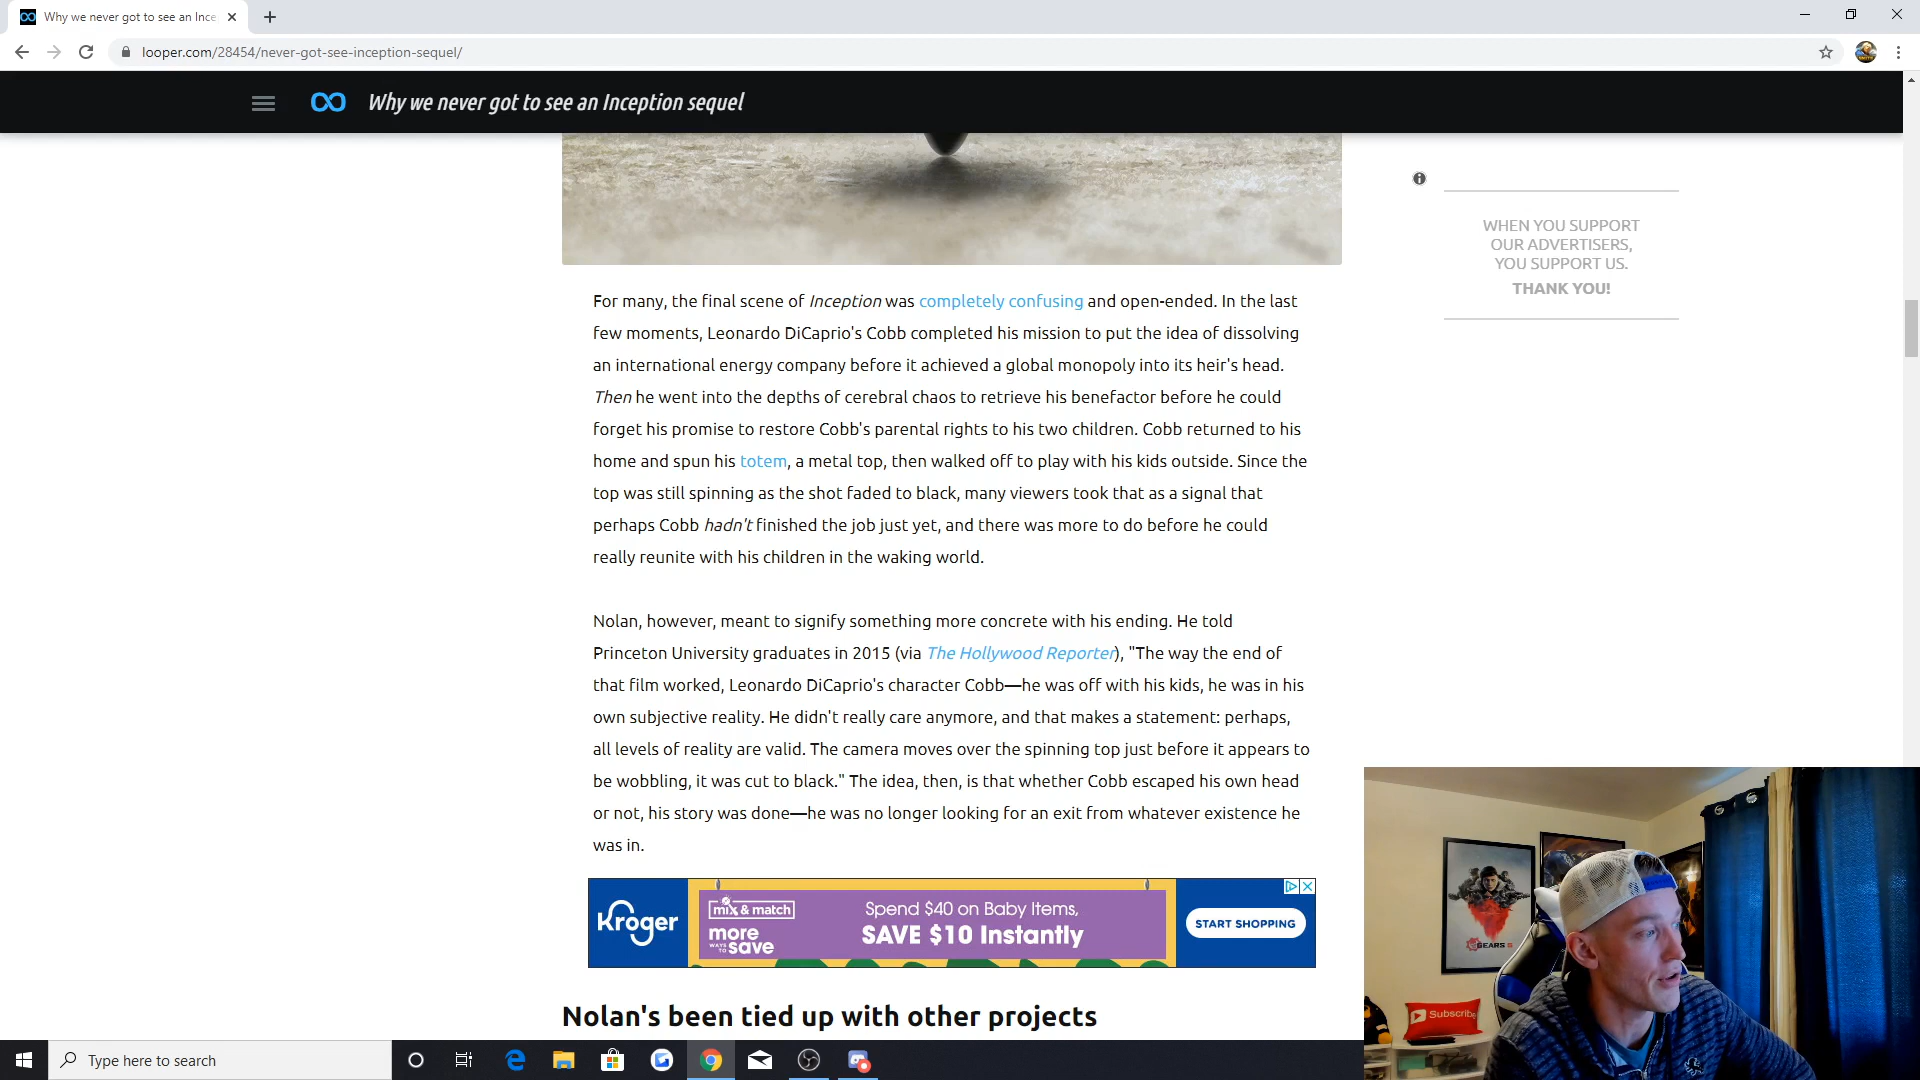 Why we never got to see an Ince
looper.com/28454/never-got-see-inception-sequel/
Why we never got to see an Inception sequel
WHEN YOU SUPPORT
OUR ADVERTISERS,
YOU SUPPORT US.
THANK YOU!
For many, the final scene of Inception was completely confusing and open-ended. In the last
few moments, Leonardo DiCaprio's Cobb completed his mission to put the idea of dissolving
an international energy company before it achieved a global monopoly into its heir's head.
Then he went into the depths of cerebral chaos to retrieve his benefactor before he could
forget his promise to restore Cobb's parental rights to his two children. Cobb returned to his
home and spun his totem, a metal top, then walked off to play with his kids outside. Since the
top was still spinning as the shot faded to black, many viewers took that as a signal that
perhaps Cobb hadn't finished the job just yet, and there was more to do before he could
really reunite with his children in the waking world.
Nolan, however, meant to signify something more concrete with his ending. He told
Princeton University graduates in 2015 (via The Hollywood Reporter), "The way the end of
that film worked, Leonardo DiCaprio's character Cobb—he was off with his kids, he was in his
own subjective reality. He didn't really care anymore, and that makes a statement: perhaps,
all levels of reality are valid. The camera moves over the spinning top just before it appears to
be wobbling, it was cut to black." The idea, then, is that whether Cobb escaped his own head
or not, his story was done—he was no longer looking for an exit from whatever existence he
was in.
Kroger
mix & match
more
ways to
save
Spend $40 on Baby Items,
SAVE $10 Instantly
START SHOPPING
Nolan's been tied up with other projects
GEARS 5
Subscribe
Type here to search